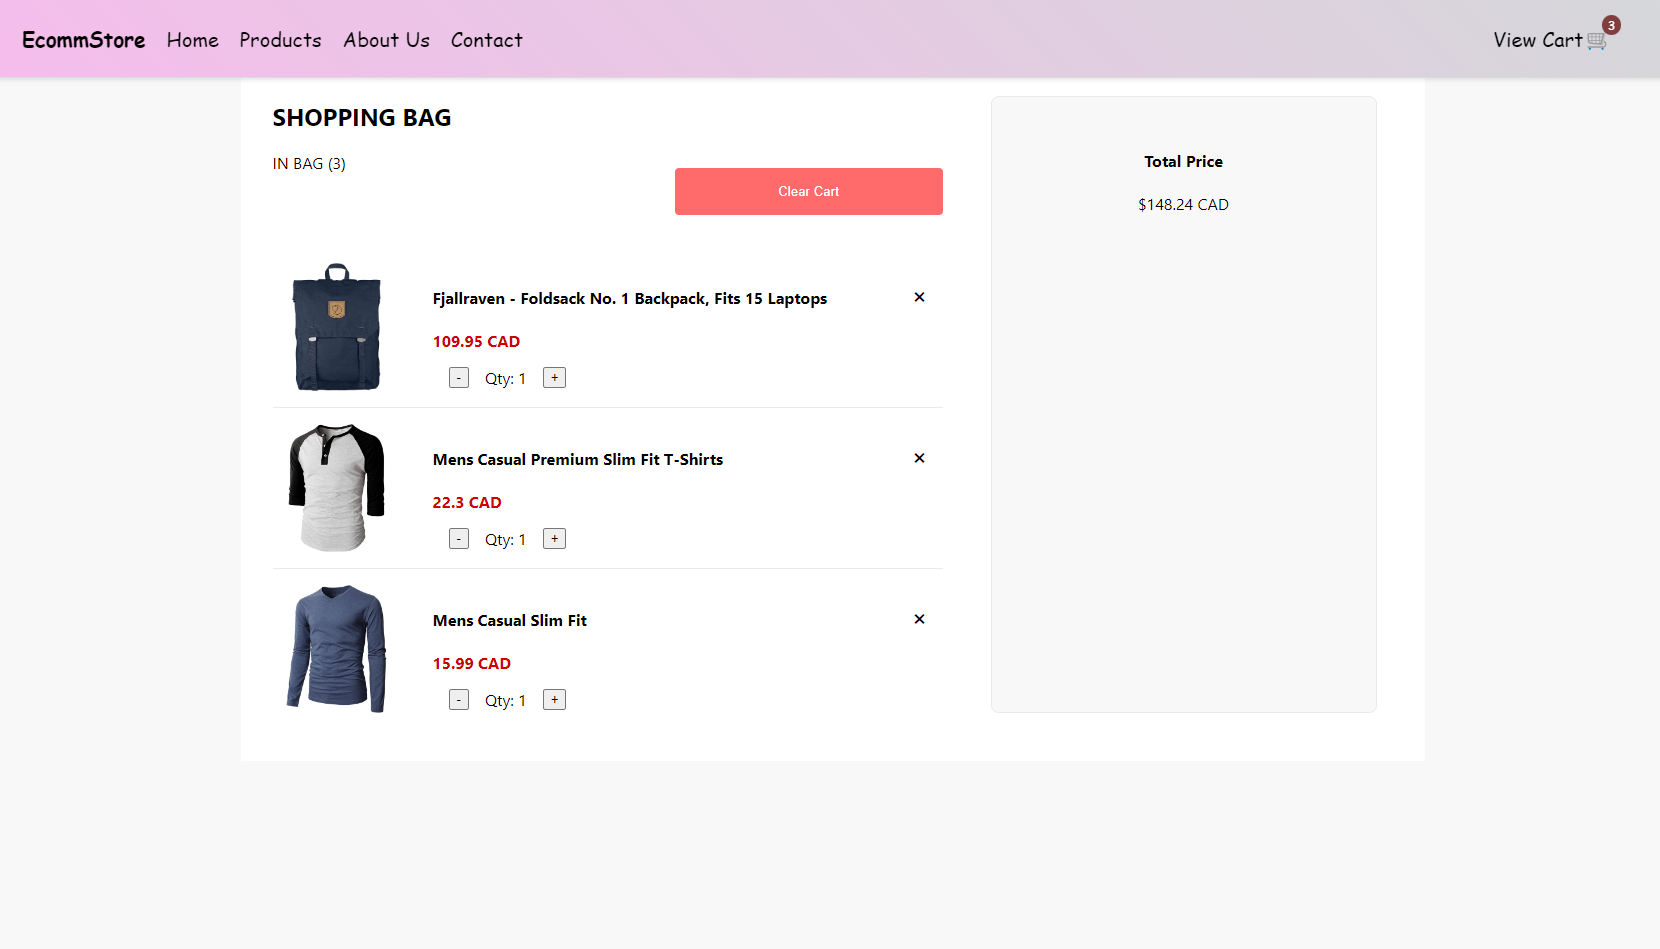 EcommStore Home Products About Us Contact View Cart 3
SHOPPING BAG
IN BAG (3)
Clear Cart
Fjallraven - Foldsack No. 1 Backpack, Fits 15 Laptops ×
109.95 CAD
- Qty: 1 +
Mens Casual Premium Slim Fit T-Shirts ×
22.3 CAD
- Qty: 1 +
Mens Casual Slim Fit ×
15.99 CAD
- Qty: 1 +
Total Price
$148.24 CAD